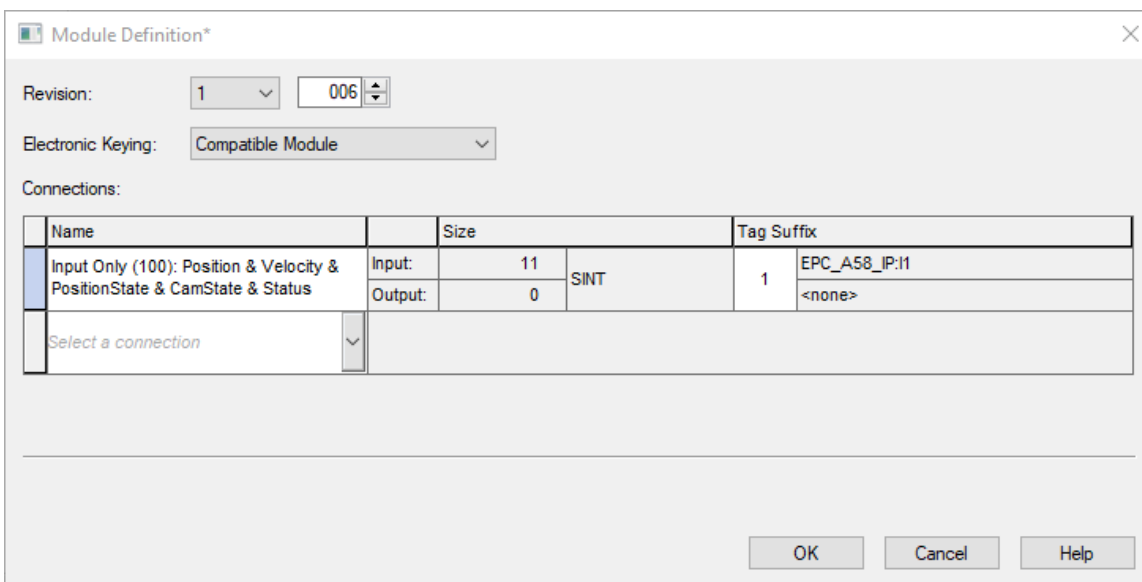 Module Definition*
Revision: 1 006
Electronic Keying: Compatible Module
Connections:
Name Size Tag Suffix
Input Only (100): Position & Velocity & Input: 11 SINT 1 EPC_A58_IP:I1
PositionState & CamState & Status Output: 0 <none>
Select a connection
OK Cancel Help